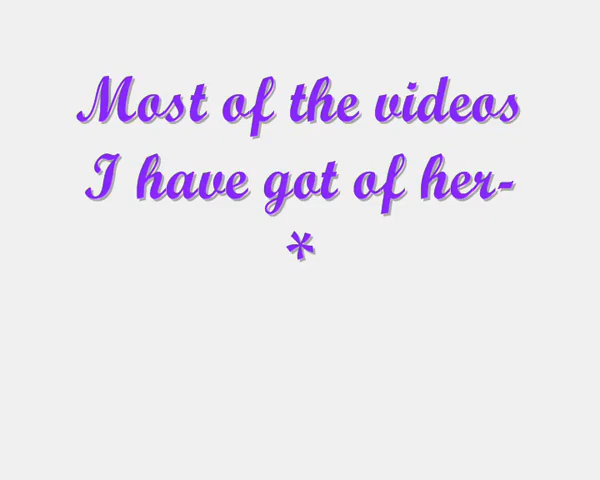 Most of the videos
I have got of her-
*